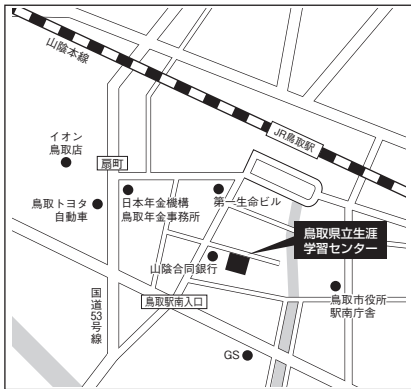 山陰本線
JR鳥取駅
イオン
鳥取店
扇町
鳥取トヨタ
自動車
日本年金機構
鳥取年金事務所
第一生命ビル
鳥取県立生涯
学習センター
山陰合同銀行
国道53号線
鳥取駅南入口
鳥取市役所
駅南庁舎
GS